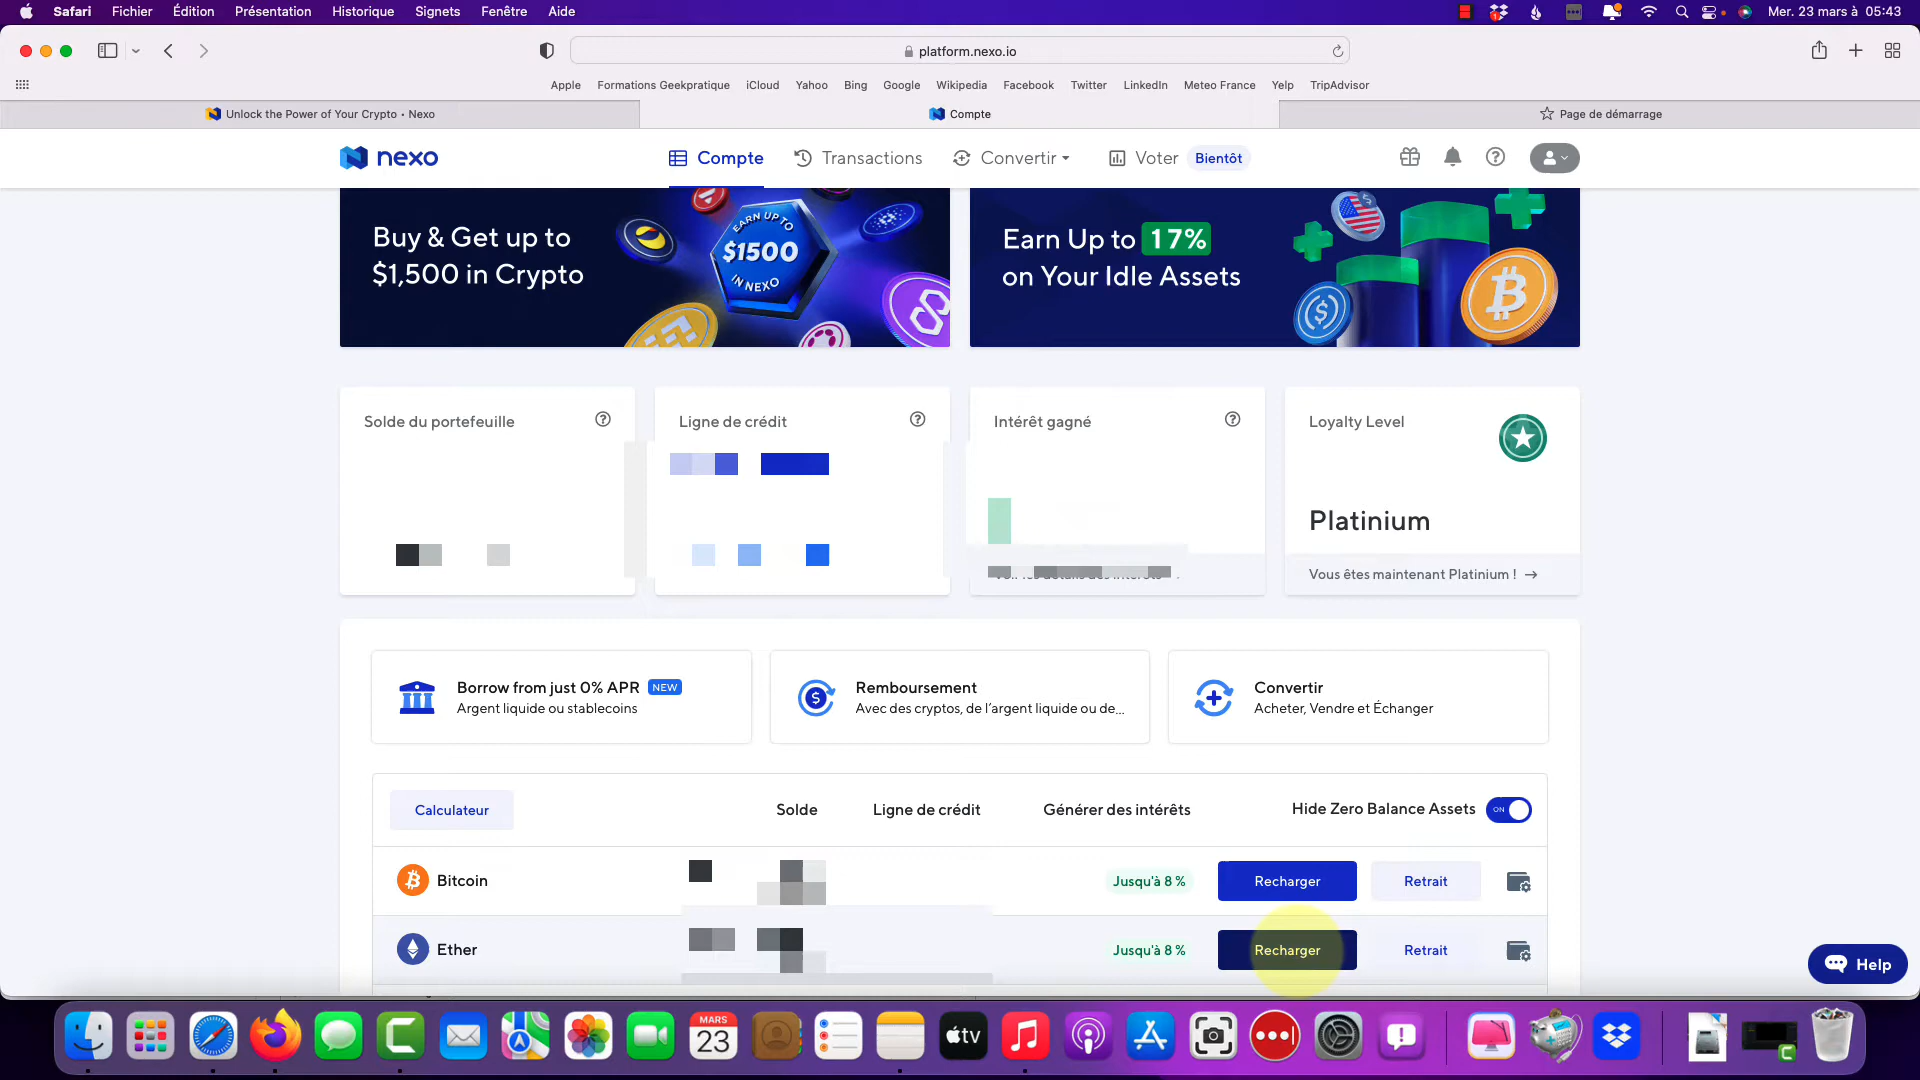 Safari Fichier Édition Présentation Historique Signets Fenêtre Aide
Mer. 23 mars à 05:43
platform.nexo.io
Apple Formations Geekpratique iCloud Yahoo Bing Google Wikipedia Facebook Twitter LinkedIn Meteo France Yelp TripAdvisor
Unlock the Power of Your Crypto • Nexo
Compte
Page de démarrage
nexo
Compte Transactions Convertir Voter Bientôt
Buy & Get up to
$1,500 in Crypto
EARN UP TO
$1500
IN NEXO
Earn Up to 17%
on Your Idle Assets
Solde du portefeuille
Ligne de crédit
Intérêt gagné
Loyalty Level
Platinium
Vous êtes maintenant Platinium ! →
Borrow from just 0% APR NEW
Argent liquide ou stablecoins
Remboursement
Avec des cryptos, de l’argent liquide ou de...
Convertir
Acheter, Vendre et Échanger
Calculateur Solde Ligne de crédit Générer des intérêts Hide Zero Balance Assets ON
Bitcoin Jusqu'à 8 % Recharger Retrait
Ether Jusqu'à 8 % Recharger Retrait
Help
MARS
23
tv